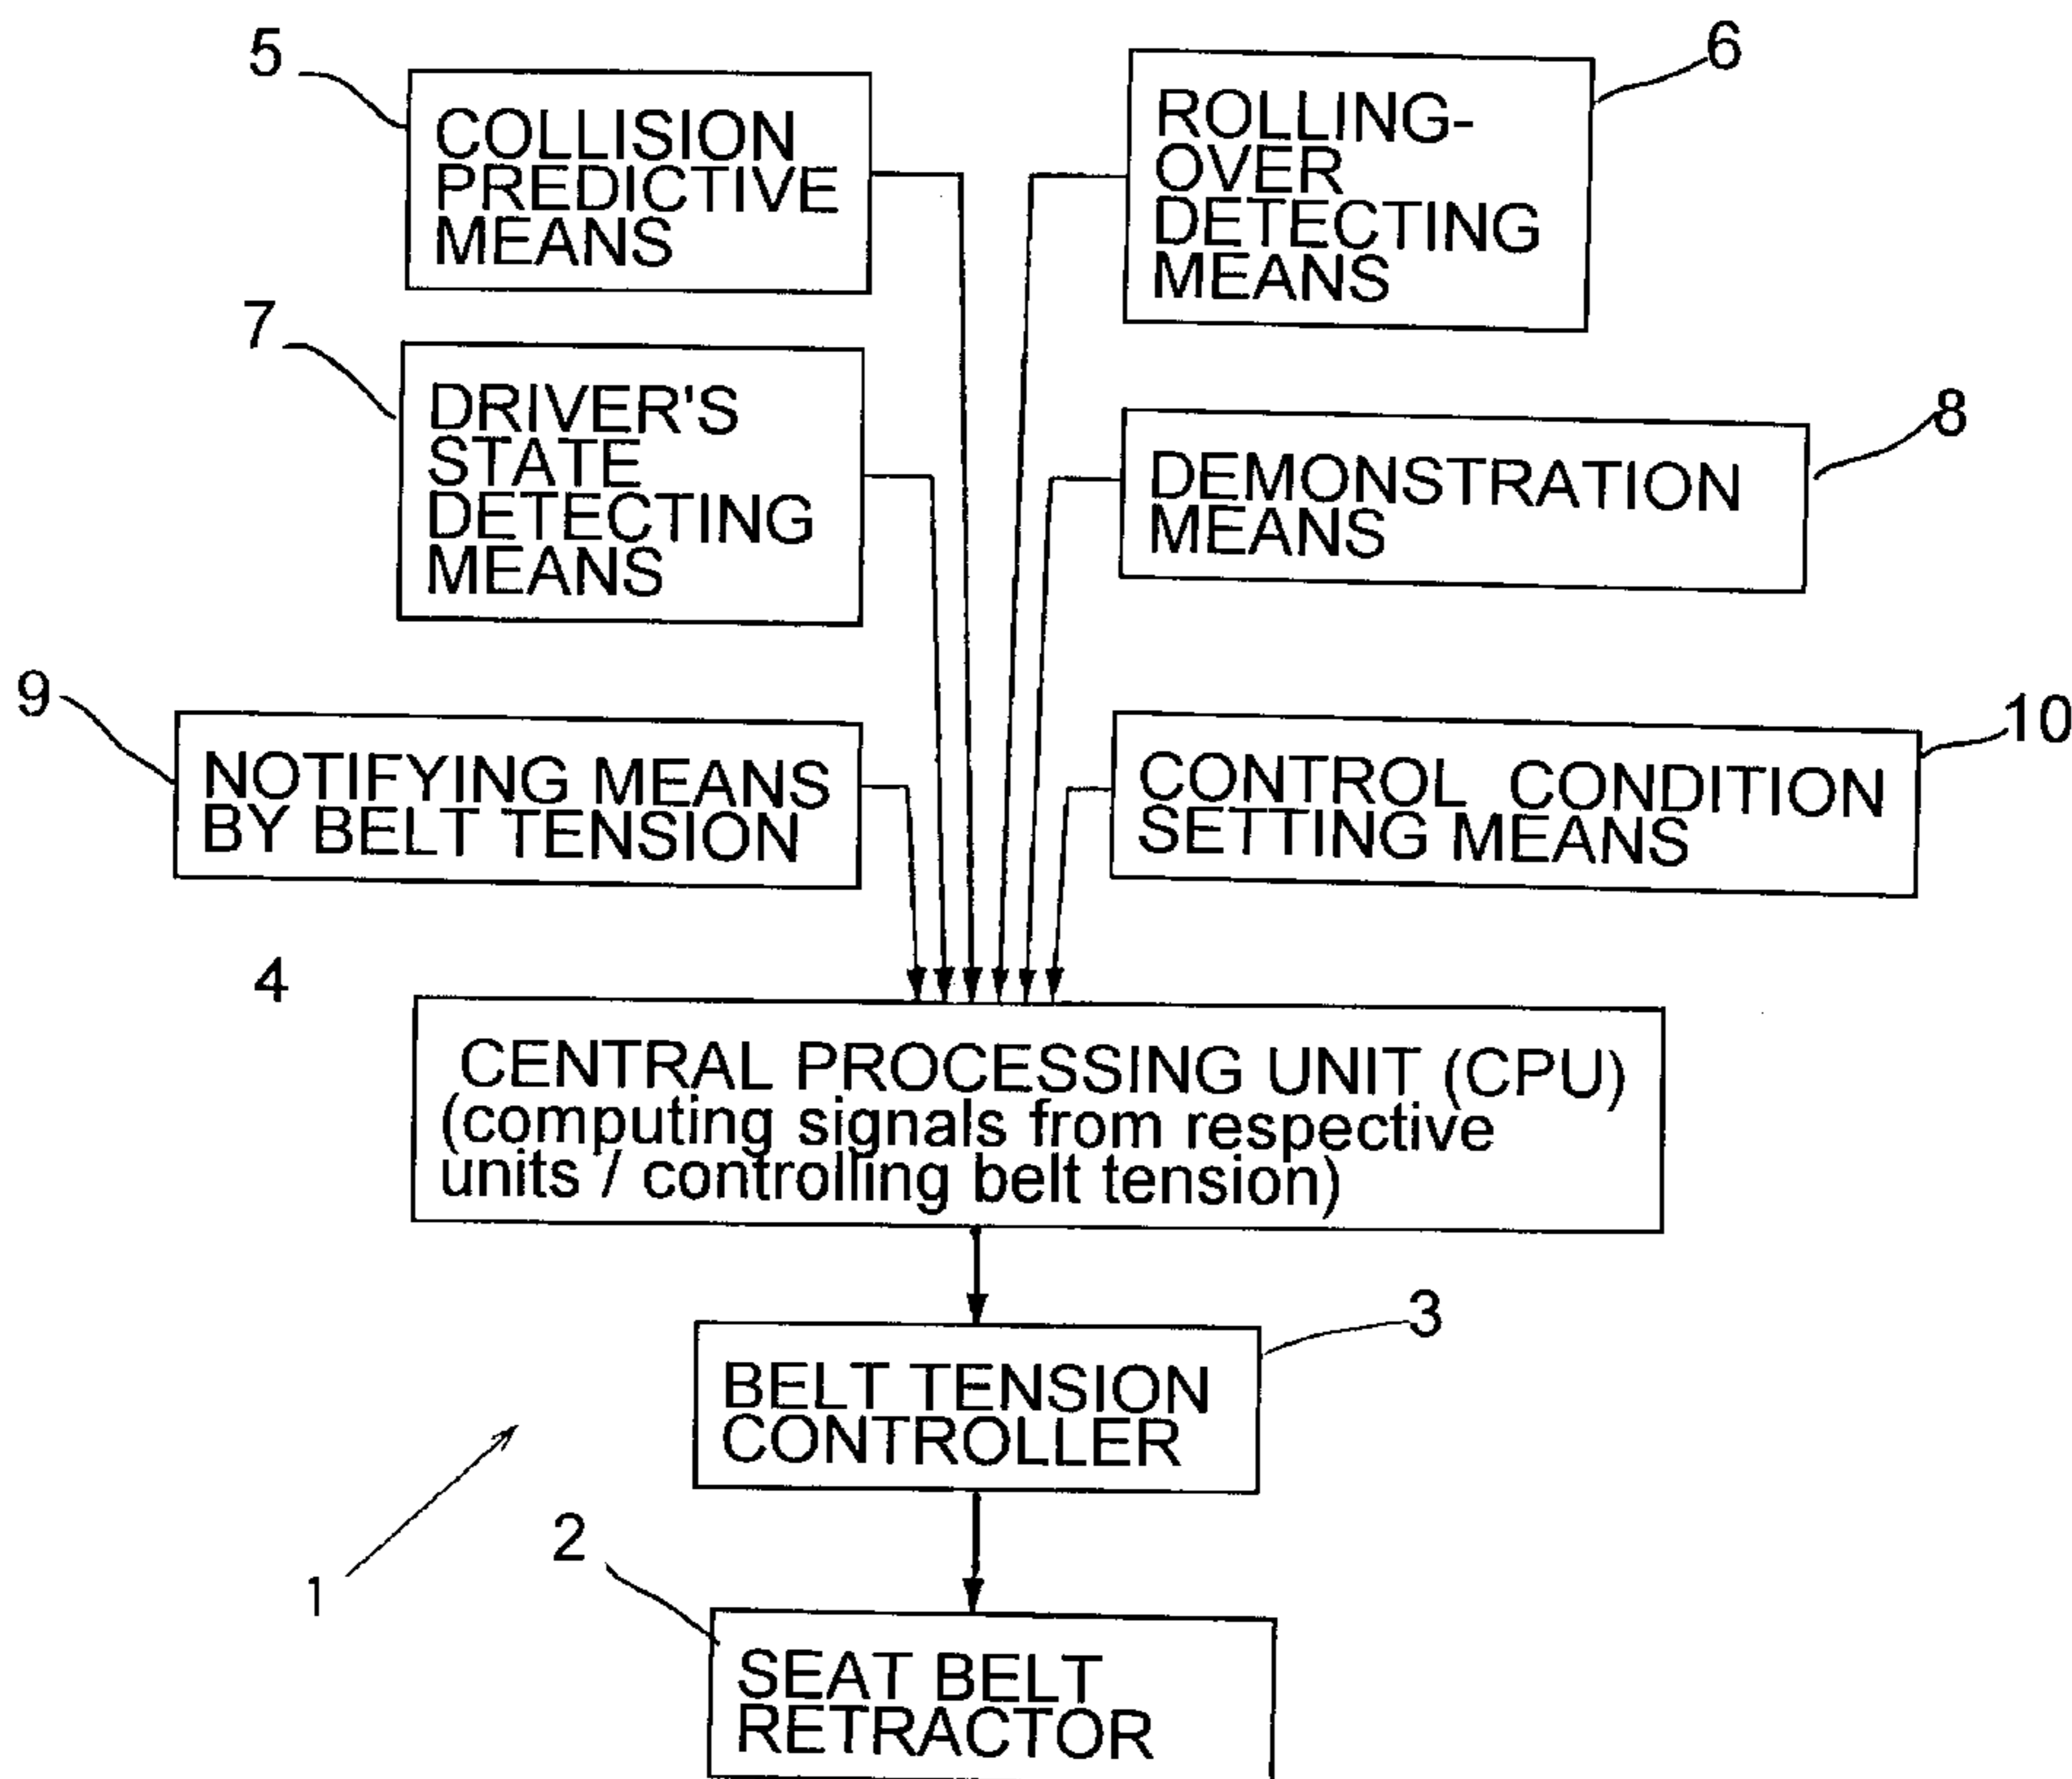 5
COLLISION
PREDICTIVE
MEANS
6
ROLLING-
OVER
DETECTING
MEANS
7
DRIVER'S
STATE
DETECTING
MEANS
8
DEMONSTRATION
MEANS
9
NOTIFYING MEANS
BY BELT TENSION
10
CONTROL CONDITION
SETTING MEANS
4
CENTRAL PROCESSING UNIT (CPU)
(computing signals from respective
units / controlling belt tension)
3
BELT TENSION
CONTROLLER
1
2
SEAT BELT
RETRACTOR